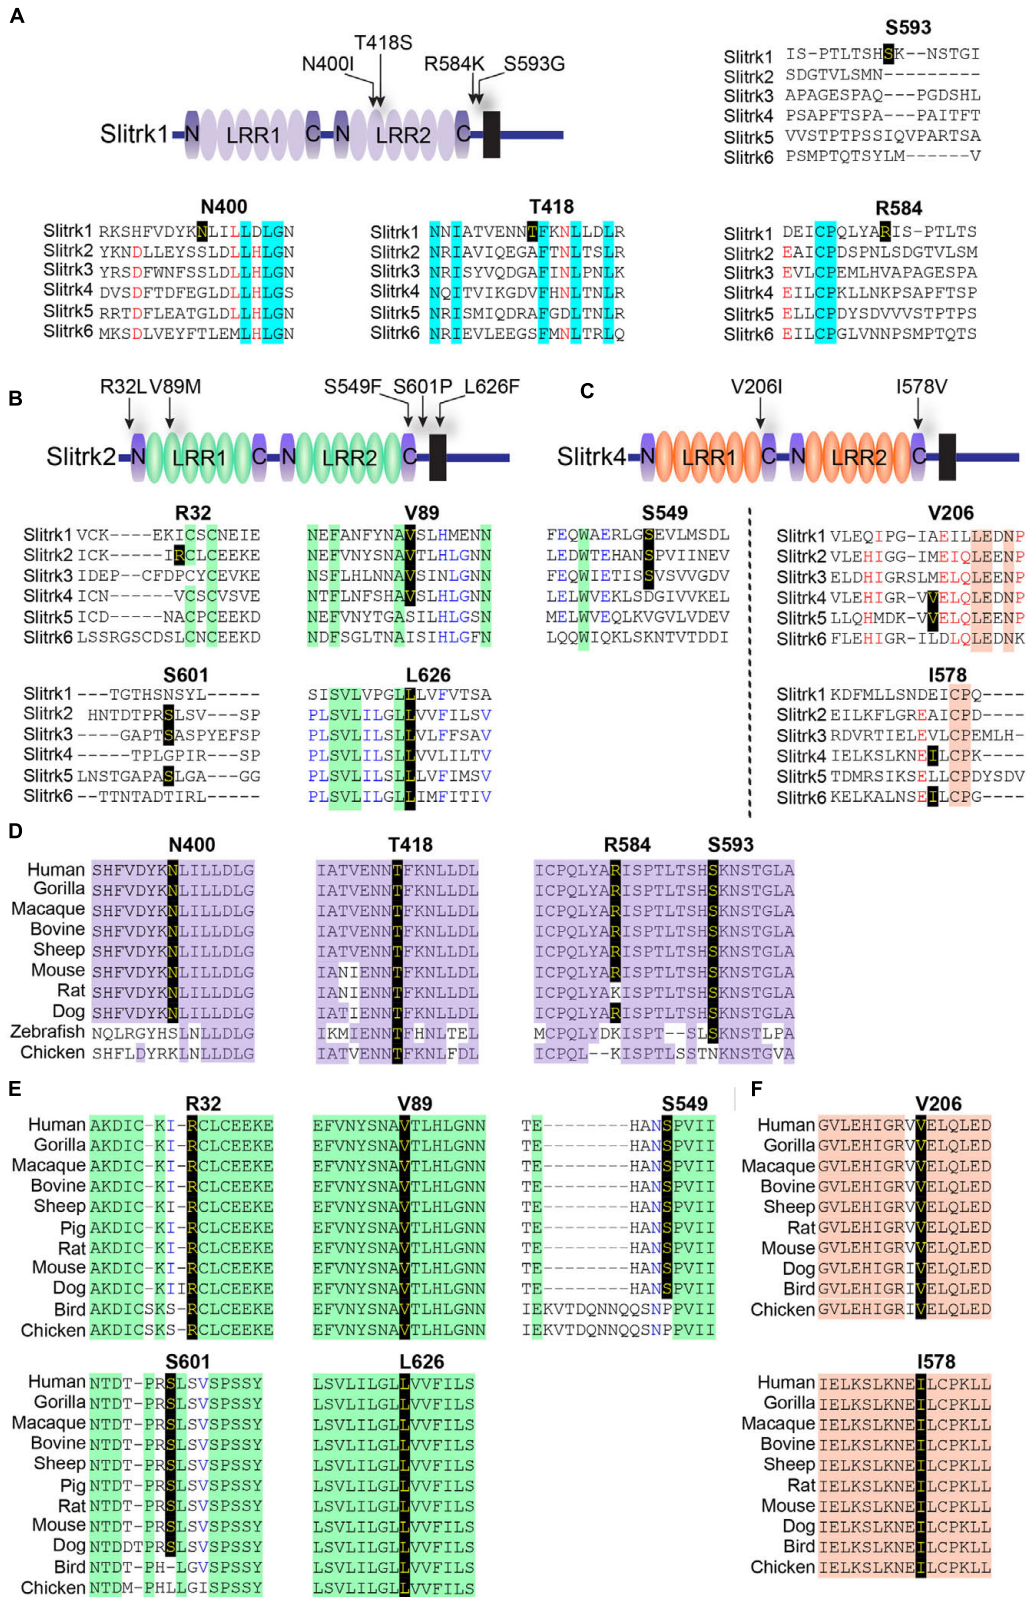 A
T418S
N400I
R584K
S593G
Slitrk1
N LRR1 C N LRR2 C
S593
Slitrk1 IS-PTLTSHSK--NSTGI
Slitrk2 SDGTVLSMN---------
Slitrk3 APAGESPAQ---PGDSHL
Slitrk4 PSAPFTSPA---PAITFT
Slitrk5 VVSTPTPSSIQVPARTSA
Slitrk6 PSMPTQTSYLM------V
N400
Slitrk1 RKSHFVDYKNLILLDLGN
Slitrk2 YKNDLLEYSSLDLLHLGN
Slitrk3 YRSDFWNFSSLDLLHLGN
Slitrk4 DVSDFTDFEGLDLLHLGS
Slitrk5 RRTDFLEATGLDLLHLGN
Slitrk6 MKSDLVEYFTLEMLHLGN
T418
Slitrk1 NNIATVENNTFKNLLDLR
Slitrk2 NRIAVIQEGAFTNLTNLR
Slitrk3 NRISYVQDGAFINLPNLK
Slitrk4 NQITVIKGDVFHNLTNLR
Slitrk5 NRISMIQDRAFGDLTNLR
Slitrk6 NRIEVLEEGSFMNLTRLQ
R584
Slitrk1 DEICPQLYARIS-PTLTS
Slitrk2 EAICPDSPNLSDGTVLSM
Slitrk3 EVLCPEMLHVAPAGESPA
Slitrk4 EILCPKLLNKPSAPFTSP
Slitrk5 ELLCPDYSDVVVSTPTPS
Slitrk6 EILCPGLVNNPSMPTQTS
B
R32L V89M
S549F S601P L626F
Slitrk2
N LRR1 C N LRR2 C
C
V206I
I578V
Slitrk4
N LRR1 C N LRR2 C
R32
Slitrk1 VCK----EKICSCNEIE
Slitrk2 ICK-----IRCLCEEKE
Slitrk3 IDEP--CFDPCYCEVKE
Slitrk4 ICN------VCSCVSVE
Slitrk5 ICD-----NACPCEEKE
Slitrk6 LSSRGSCDSLCNCEEKD
V89
NEFANFYNAVSLHMENN
NEFVNYSNAVTLHLGNN
NSFLHLNNAVSINLGNN
NTFLNFSHAVSLHLGNN
NEFVNYTGASILHLGSN
NDFSGLTNAISIHLGFN
S549
FEQWAERLGSEVLMSDL
LEDWTEHANSPVIINEV
FEQWIETISSVSVVGDV
LELWVEKLSDGIVVKEL
LELWVEQLKVGVLVDEV
LQQWIQKLSKNTVTDDI
V206
Slitrk1 VLEQIPG-IAEILLEDNP
Slitrk2 VLEHIGG-VMEIQLEENP
Slitrk3 ELDHIGRSLMELQLEENP
Slitrk4 VLEHIGR-VVELQLEDNP
Slitrk5 LLQHMDK-VVELQLEDNP
Slitrk6 FLEHIGR-ILDLQLEDNK
S601
Slitrk1 ---TGTHSNSYL-----
Slitrk2 HNTDTPRSLSV---SP
Slitrk3 ---GAPTSASPYEFSP
Slitrk4 ----TPLGPIR---SP
Slitrk5 LNSTGAPASLGA--GG
Slitrk6 --TTNTADTIRL-----
L626
SISVLVPGLLLVFVTSA
PLSVLILGLLVVFILSV
PLSVLILSLLVLFFSAV
PLSVLILGLLVVLILTV
PLSVLILSLLLVFIMSV
PLSVLILGLLIMFITIV
I578
Slitrk1 KDFMLLSNDEICPQ----
Slitrk2 EILKFLGREAICPD----
Slitrk3 RDVRTIELEVLCPEMLH-
Slitrk4 IELKSLKNEILCPK----
Slitrk5 TDMRSIKSELLCPDYSDV
Slitrk6 KELKALNSEILCPG----
D
N400
Human SHFVDYKNLILLDLG
Gorilla SHFVDYKNLILLDLG
Macaque SHFVDYKNLILLDLG
Bovine SHFVDYKNLILLDLG
Sheep SHFVDYKNLILLDLG
Mouse SHFVDYKNLILLDLG
Rat SHFVDYKNLILLDLG
Dog SHFVDYKNLILLDLG
Zebrafish NQLRGYHSLNLLDLG
Chicken SHFLDYRKLNLLDLG
T418
IATVENNTFKNLLDL
IATVENNTFKNLLDL
IATVENNTFKNLLDL
IATVENNTFKNLLDL
IATVENNTFKNLLDL
IANIENNTFKNLLDL
IANIENNTFKNLLDL
IATIENNTFKNLLDL
IKMIENNTFHNLTEL
IATVENNTFKNLFDL
R584 S593
ICPQLYARISPTLTSHSKNSTGLA
ICPQLYARISPTLTSHSKNSTGLA
ICPQLYARISPTLTSHSKNSTGLA
ICPQLYARISPTLTSHSKNSTGLA
ICPQLYARISPTLTSHSKNSTGLA
ICPQLYARISPTLTSHSKNSTGLA
ICPQLYAKISPTLTSHSKNSTGLA
ICPQLYARISPTLTSHSKNSTGLA
MCPQLYDKISPT--SLSKNSTLPA
ICPQL--KISPTLSSTNKNSTGVA
E
R32
Human AKDIC-KI-RCLCEEKE
Gorilla AKDIC-KI-RCLCEEKE
Macaque AKDIC-KI-RCLCEEKE
Bovine AKDIC-KI-RCLCEEKE
Sheep AKDIC-KI-RCLCEEKE
Pig AKDIC-KI-RCLCEEKE
Rat AKDIC-KI-RCLCEEKE
Mouse AKDIC-KI-RCLCEEKE
Dog AKDIC-KI-RCLCEEKE
Bird AKDICSKS-RCLCEEKE
Chicken AKDICSKS-RCLCEEKE
V89
EFVNYSNAVTLHLGNN
EFVNYSNAVTLHLGNN
EFVNYSNAVTLHLGNN
EFVNYSNAVTLHLGNN
EFVNYSNAVTLHLGNN
EFVNYSNAVTLHLGNN
EFVNYSNAVTLHLGNN
EFVNYSNAVTLHLGNN
EFVNYSNAVTLHLGNN
EFVNYSNAVTLHLGNN
EFVNYSNAVTLHLGNN
S549
TE--------HANSPVII
TE--------HANSPVII
TE--------HANSPVII
TE--------HANSPVII
TE--------HANSPVII
TE--------HANSPVII
TE--------HANSPVII
TE--------HANSPVII
TE--------HANSPVII
IEKVTDQNNQQSNPPVII
IEKVTDQNNQQSNPPVII
F
V206
Human GVLEHIGRVVELQLED
Gorilla GVLEHIGRVVELQLED
Macaque GVLEHIGRVVELQLED
Bovine GVLEHIGRVVELQLED
Sheep GVLEHIGRVVELQLED
Rat GVLEHIGRVVELQLED
Mouse GVLEHIGRVVELQLED
Dog GVLEHIGRIVELQLED
Bird GVLEHIGRIVELQLED
Chicken GVLEHIGRIVELQLED
S601
Human NTDT-PRSLSVSPSSY
Gorilla NTDT-PRSLSVSPSSY
Macaque NTDT-PRSLSVSPSSY
Bovine NTDT-PRSLSVSPSSY
Sheep NTDT-PRSLSVSPSSY
Pig NTDT-PRSLSVSPSSY
Rat NTDT-PRSLSVSPSSY
Mouse NTDT-PRSLSVSPSSY
Dog NTDDTPRSLSVSPSSY
Bird NTDT-PH-LGVSPSSY
Chicken NTDM-PHLLGISPSSY
L626
LSVLILGLLVVFILS
LSVLILGLLVVFILS
LSVLILGLLVVFILS
LSVLILGLLVVFILS
LSVLILGLLVVFILS
LSVLILGLLVVFILS
LSVLILGLLVVFILS
LSVLILGLLVVFILS
LSVLILGLLVVFILS
LSVLILGLLVVFILS
LSVLILGLLVVFILS
I578
Human IELKSLKNEILCPKLL
Gorilla IELKSLKNEILCPKLL
Macaque IELKSLKNEILCPKLL
Bovine IELKSLKNEILCPKLL
Sheep IELKSLKNEILCPKLL
Rat IELKSLKNEILCPKLL
Mouse IELKSLKNEILCPKLL
Dog IELKSLKNEILCPKLL
Bird IELKSLKNEILCPKLL
Chicken IELKSLKNEILCPKLL